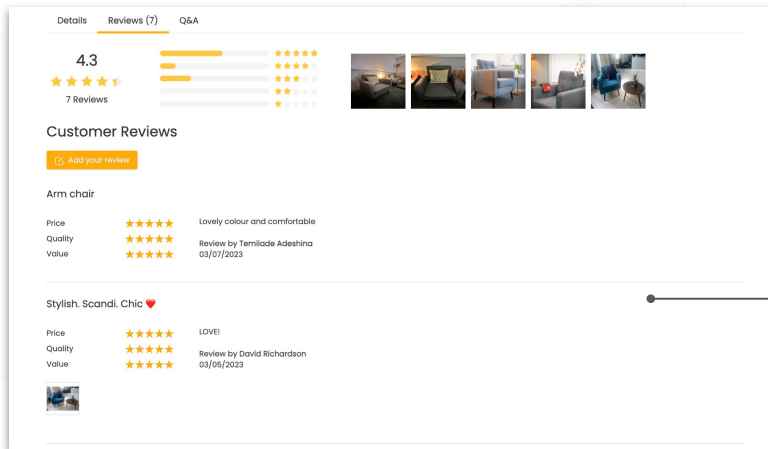 Details Reviews (7) Q&A
4.3
7 Reviews
Customer Reviews
Add your review
Arm chair
Price
Quality
Value
Lovely colour and comfortable
Review by Temilade Adeshina
03/07/2023
Stylish. Scandi. Chic ❤️
Price
Quality
Value
LOVE!
Review by David Richardson
03/05/2023